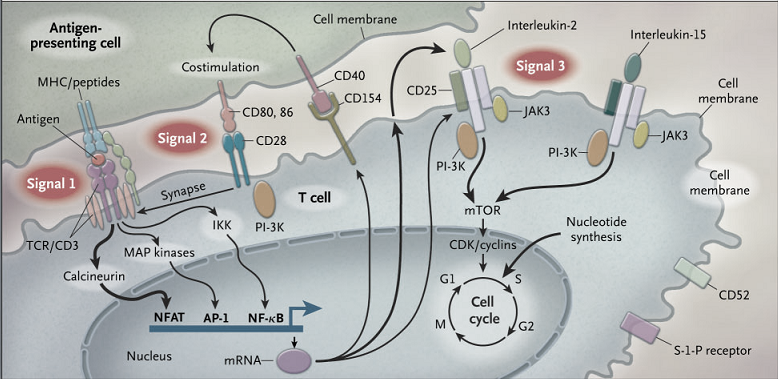 Antigen-
presenting cell
Cell membrane
Interleukin-2
Interleukin-15
Costimulation
Signal 3
MHC/peptides
CD40
CD154
CD25
Cell
membrane
Antigen
Signal 2
CD80, 86
CD28
JAK3
JAK3
PI-3K
PI-3K
Signal 1
Synapse
T cell
Cell
membrane
PI-3K
mTOR
TCR/CD3
IKK
MAP kinases
CDK/cyclins
Nucleotide
synthesis
Calcineurin
G1
S
CD52
NFAT
AP-1
NF-κB
Cell
cycle
M
G2
Nucleus
mRNA
S-1-P receptor